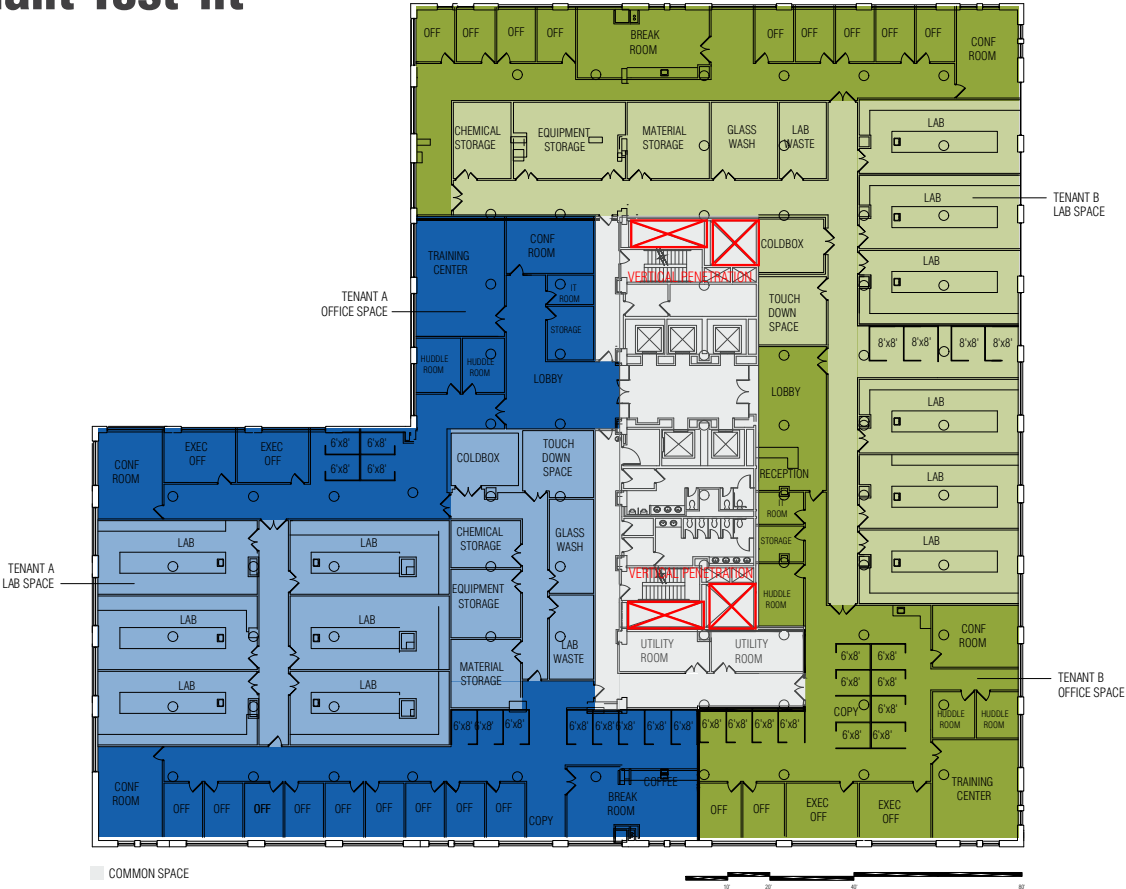 OFF
OFF
OFF
OFF
BREAK
ROOM
OFF
OFF
OFF
OFF
OFF
CONF
ROOM
CHEMICAL
STORAGE
EQUIPMENT
STORAGE
MATERIAL
STORAGE
GLASS
WASH
LAB
WASTE
LAB
LAB
TENANT B
LAB SPACE
LAB
TRAINING
CENTER
CONF
ROOM
COLDBOX
VERTICAL PENETRATION
IT
ROOM
TENANT A
OFFICE SPACE
STORAGE
TOUCH
DOWN
SPACE
8'x8'
8'x8'
8'x8'
8'x8'
HUDDLE
ROOM
HUDDLE
ROOM
LOBBY
LOBBY
LAB
CONF
ROOM
EXEC
OFF
EXEC
OFF
6'x8'
6'x8'
6'x8'
6'x8'
COLDBOX
TOUCH
DOWN
SPACE
RECEPTION
LAB
IT
ROOM
STORAGE
LAB
LAB
LAB
CHEMICAL
STORAGE
GLASS
WASH
TENANT A
LAB SPACE
EQUIPMENT
STORAGE
VERTICAL PENETRATION
HUDDLE
ROOM
LAB
LAB
LAB
WASTE
UTILITY
ROOM
UTILITY
ROOM
CONF
ROOM
6'x8'
6'x8'
6'x8'
6'x8'
COPY
6'x8'
6'x8'
6'x8'
TENANT B
OFFICE SPACE
LAB
LAB
MATERIAL
STORAGE
HUDDLE
ROOM
HUDDLE
ROOM
6'x8'
6'x8'
6'x8'
6'x8'
6'x8'
6'x8'
6'x8'
6'x8'
6'x8'
6'x8'
6'x8'
6'x8'
CONF
ROOM
OFF
OFF
OFF
OFF
OFF
OFF
OFF
OFF
OFF
COPY
BREAK
ROOM
COFFEE
OFF
OFF
EXEC
OFF
EXEC
OFF
TRAINING
CENTER
COMMON SPACE
10'
20'
40'
60'